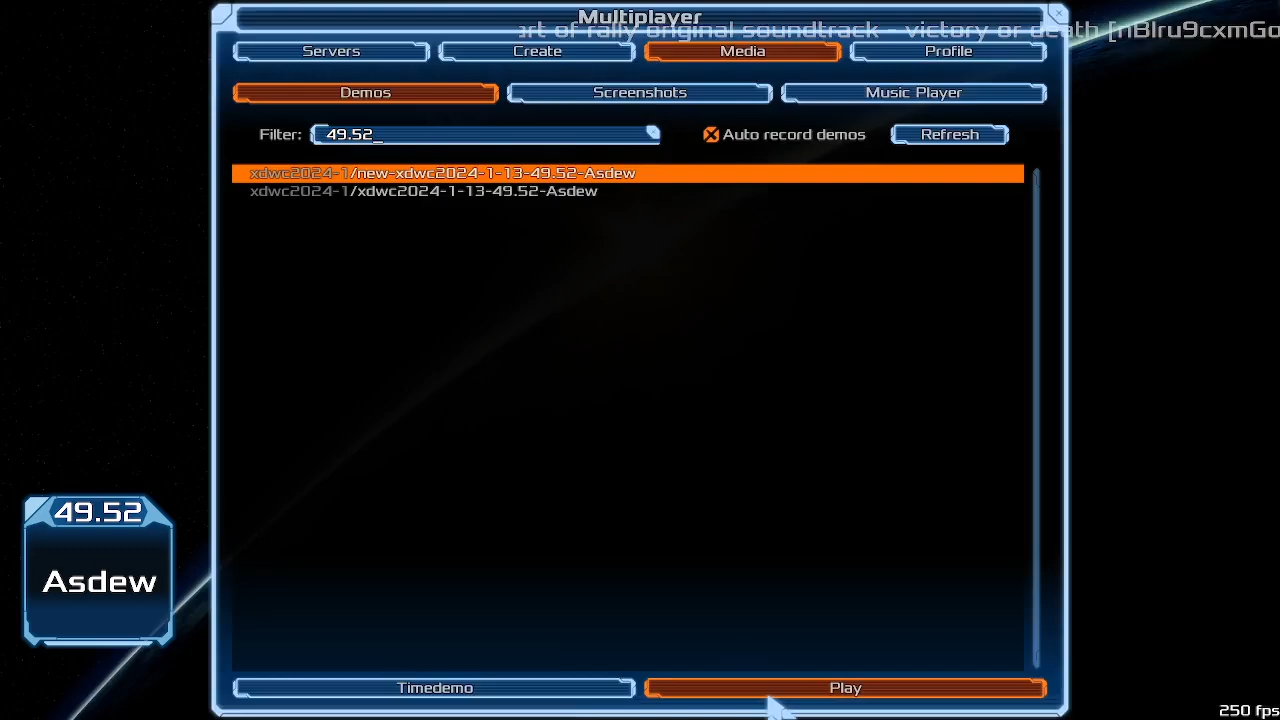 Multiplayer
art of rally original soundtrack - victory or death [nBlru9cxmGo
Servers
Create
Media
Profile
Demos
Screenshots
Music Player
Filter:
49.52_
Auto record demos
Refresh
xdwc2024-1/new-xdwc2024-1-13-49.52-Asdew
xdwc2024-1/xdwc2024-1-13-49.52-Asdew
49.52
Asdew
Timedemo
Play
250 fps